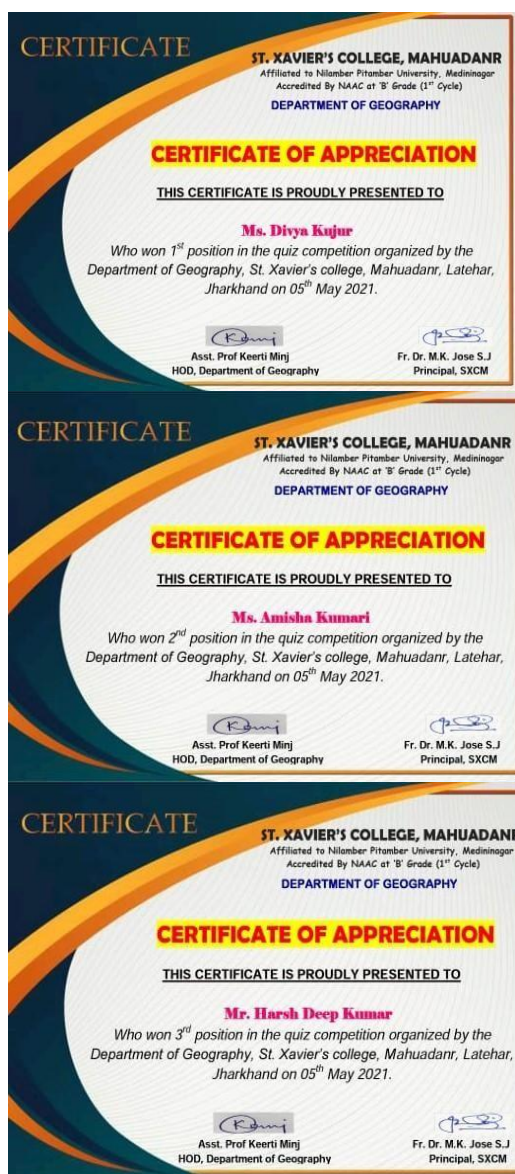 CERTIFICATE
ST. XAVIER'S COLLEGE, MAHUADANR
Affiliated to Nilamber Pitamber University, Medininagar
Accredited By NAAC at 'B' Grade (1st Cycle)
DEPARTMENT OF GEOGRAPHY
CERTIFICATE OF APPRECIATION
THIS CERTIFICATE IS PROUDLY PRESENTED TO
Ms. Divya Kujur
Who won 1st position in the quiz competition organized by the
Department of Geography, St. Xavier's college, Mahuadanr, Latehar,
Jharkhand on 05th May 2021.
Asst. Prof Keerti Minj Fr. Dr. M.K. Jose S.J
HOD, Department of Geography Principal, SXCM
CERTIFICATE
ST. XAVIER'S COLLEGE, MAHUADANR
Affiliated to Nilamber Pitamber University, Medininagar
Accredited By NAAC at 'B' Grade (1st Cycle)
DEPARTMENT OF GEOGRAPHY
CERTIFICATE OF APPRECIATION
THIS CERTIFICATE IS PROUDLY PRESENTED TO
Ms. Amisha Kumari
Who won 2nd position in the quiz competition organized by the
Department of Geography, St. Xavier's college, Mahuadanr, Latehar,
Jharkhand on 05th May 2021.
Asst. Prof Keerti Minj Fr. Dr. M.K. Jose S.J
HOD, Department of Geography Principal, SXCM
CERTIFICATE
ST. XAVIER'S COLLEGE, MAHUADAN
Affiliated to Nilamber Pitamber University, Medininagar
Accredited By NAAC at 'B' Grade (1st Cycle)
DEPARTMENT OF GEOGRAPHY
CERTIFICATE OF APPRECIATION
THIS CERTIFICATE IS PROUDLY PRESENTED TO
Mr. Harsh Deep Kumar
Who won 3rd position in the quiz competition organized by the
Department of Geography, St. Xavier's college, Mahuadanr, Latehar,
Jharkhand on 05th May 2021.
Asst. Prof Keerti Minj Fr. Dr. M.K. Jose S.J
HOD, Department of Geography Principal, SXCM